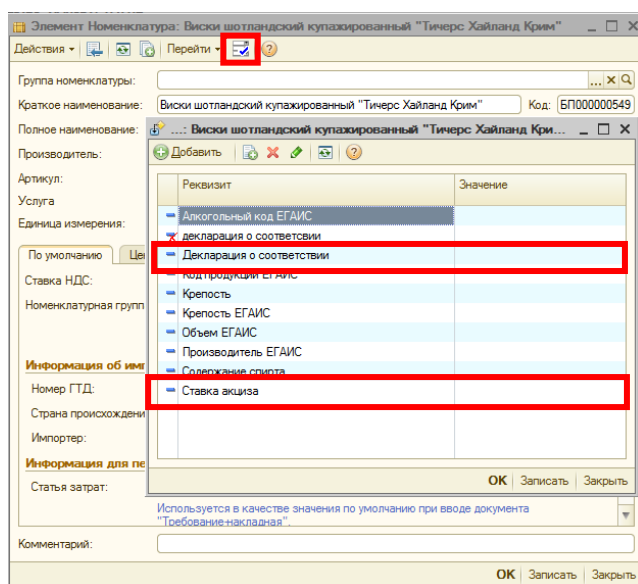 Элемент Номенклатура: Виски шотландский купажированный "Тичерс Хайланд Крим"
Действия Перейти
Группа номенклатуры:
Краткое наименование: Виски шотландский купажированный "Тичерс Хайланд Крим" Код: БП000000549
Полное наименование:
...: Виски шотландский купажированный "Тичерс Хайланд Кри...
Производитель:
Добавить
Артикул:
Реквизит Значение
Услуга
Алкогольный код ЕГАИС
Единица измерения:
декларация о соответсвии
По умолчанию Це
Декларация о соответствии
Ставка НДС:
Код продукции ЕГАИС
Крепость
Номенклатурная групп
Крепость ЕГАИС
Объем ЕГАИС
Производитель ЕГАИС
Информация об имп
Содержание спирта
Номер ГТД:
Ставка акциза
Страна происхождени
Импортер:
Информация для пе
Статья затрат:
OK Записать Закрыть
Используется в качестве значения по умолчанию при вводе документа
"Требование-накладная".
Комментарий:
OK Записать Закрыть